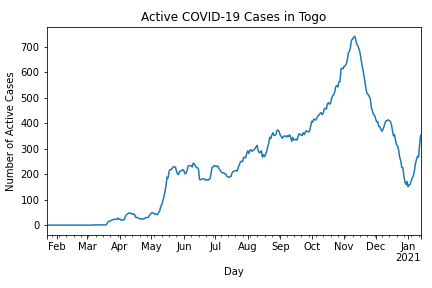 Active COVID-19 Cases in Togo
Number of Active Cases
700
600
500
400
300
200
100
0
Feb Mar Apr May Jun Jul Aug Sep Oct Nov Dec Jan
2021
Day